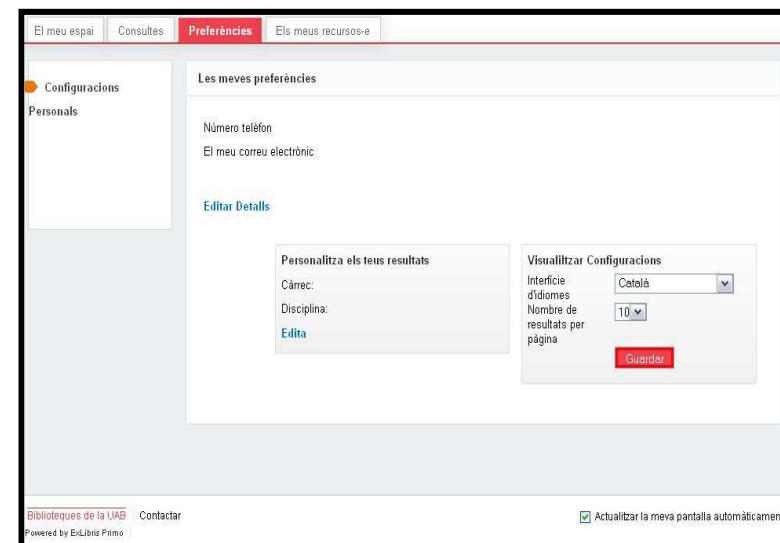 El meu espai Consultes Preferències Els meus recursos-e
Configuracions
Personals
Les meves preferències
Número telèfon
El meu correu electrònic
Editar Detalls
Personalitza els teus resultats
Càrrec:
Disciplina:
Edita
Visualiltzar Configuracions
Interfície
d'idiomes
Català
Nombre de
resultats per
pàgina
10
Guardar
Biblioteques de la UAB Contactar
Actualitzar la meva pantalla automàticamen
Powered by ExLibris Primo